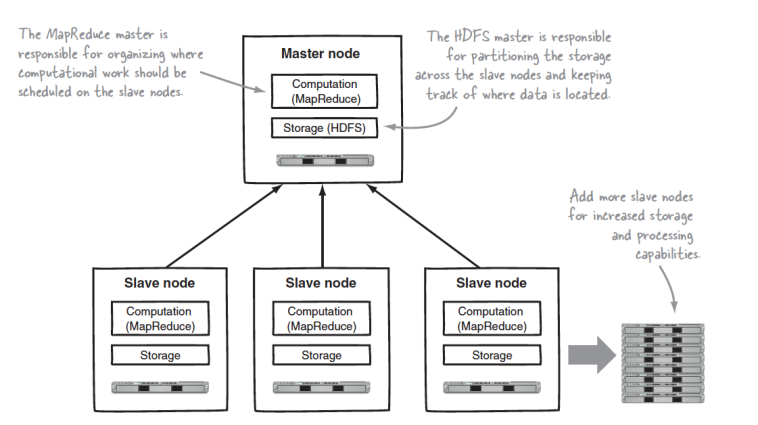 The MapReduce master is
responsible for organizing where
computational work should be
scheduled on the slave nodes.
Master node
Computation
(MapReduce)
Storage (HDFS)
The HDFS master is responsible
for partitioning the storage
across the slave nodes and keeping
track of where data is located.
Add more slave nodes
for increased storage
and processing
capabilities.
Slave node
Computation
(MapReduce)
Storage
Slave node
Computation
(MapReduce)
Storage
Slave node
Computation
(MapReduce)
Storage